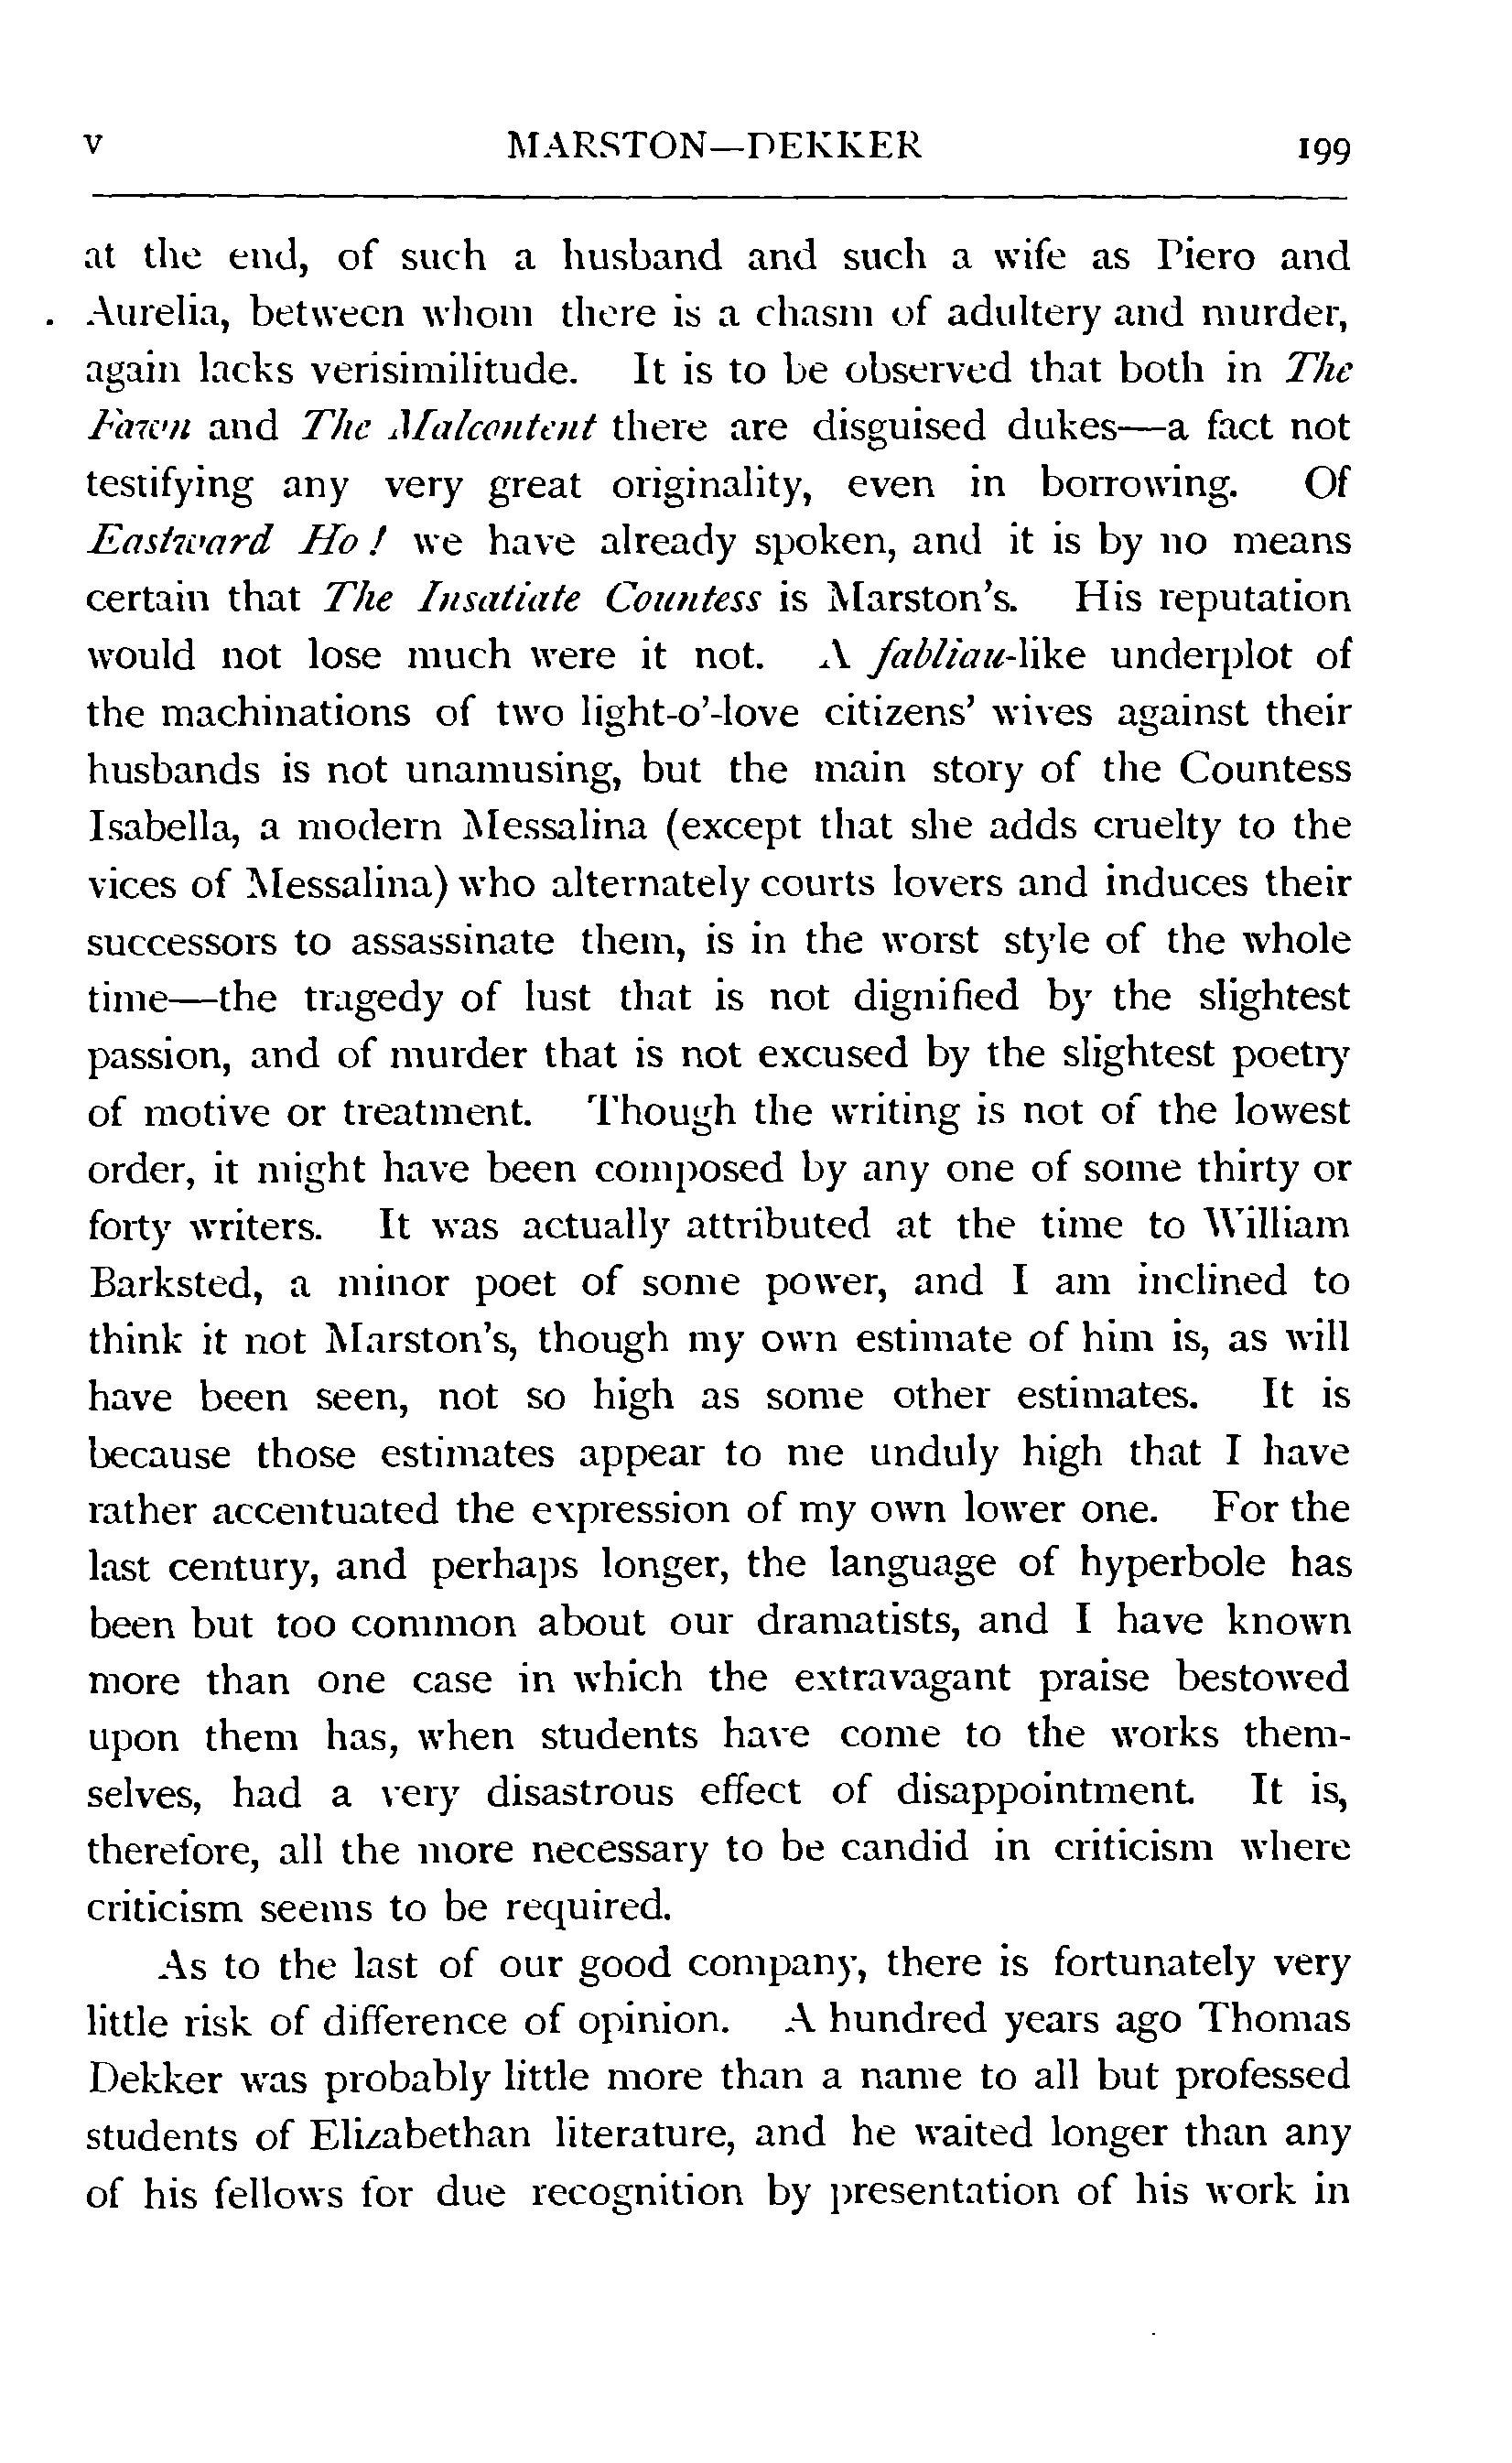 v MARSTON—DEKKER 199
at the end, of such a husband and such a wife as Piero and
Aurelia, between whom there is a chasm of adultery and murder,
again lacks verisimilitude. It is to be observed that both in The
Fawn and The Malcontent there are disguised dukes—a fact not
testifying any very great originality, even in borrowing. Of
Eastward Ho! we have already spoken, and it is by no means
certain that The Insatiate Countess is Marston's. His reputation
would not lose much were it not. A fabliau-like underplot of
the machinations of two light-o'-love citizens' wives against their
husbands is not unamusing, but the main story of the Countess
Isabella, a modern Messalina (except that she adds cruelty to the
vices of Messalina) who alternately courts lovers and induces their
successors to assassinate them, is in the worst style of the whole
time—the tragedy of lust that is not dignified by the slightest
passion, and of murder that is not excused by the slightest poetry
of motive or treatment. Though the writing is not of the lowest
order, it might have been composed by any one of some thirty or
forty writers. It was actually attributed at the time to William
Barksted, a minor poet of some power, and I am inclined to
think it not Marston's, though my own estimate of him is, as will
have been seen, not so high as some other estimates. It is
because those estimates appear to me unduly high that I have
rather accentuated the expression of my own lower one. For the
last century, and perhaps longer, the language of hyperbole has
been but too common about our dramatists, and I have known
more than one case in which the extravagant praise bestowed
upon them has, when students have come to the works them-
selves, had a very disastrous effect of disappointment. It is,
therefore, all the more necessary to be candid in criticism where
criticism seems to be required.
As to the last of our good company, there is fortunately very
little risk of difference of opinion. A hundred years ago Thomas
Dekker was probably little more than a name to all but professed
students of Elizabethan literature, and he waited longer than any
of his fellows for due recognition by presentation of his work in